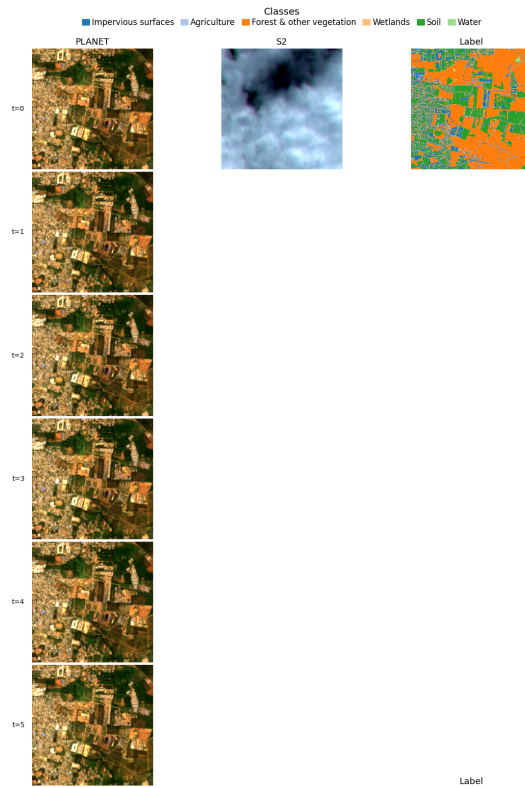 Classes
Impervious surfaces Agriculture Forest & other vegetation Wetlands Soil Water
PLANET S2 Label
t=0
t=1
t=2
t=3
t=4
t=5
Label